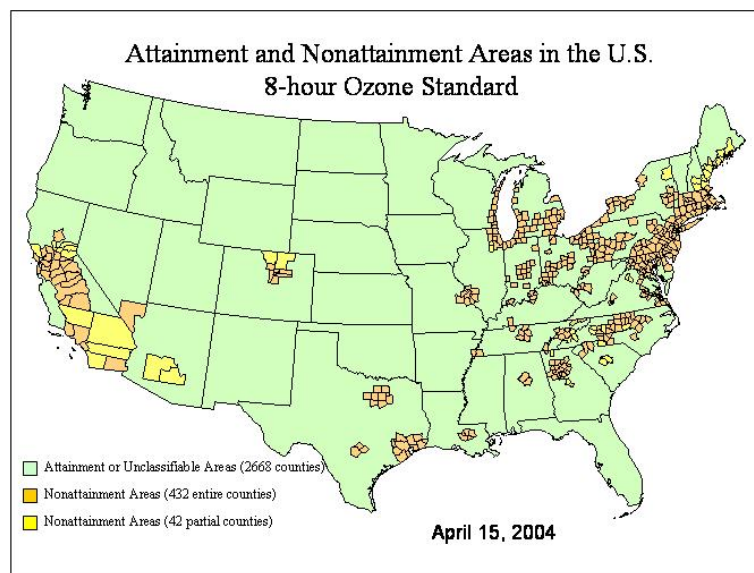 Attainment and Nonattainment Areas in the U.S.
8-hour Ozone Standard
Attainment or Unclassifiable Areas (2668 counties)
Nonattainment Areas (432 entire counties)
Nonattainment Areas (42 partial counties)
April 15, 2004